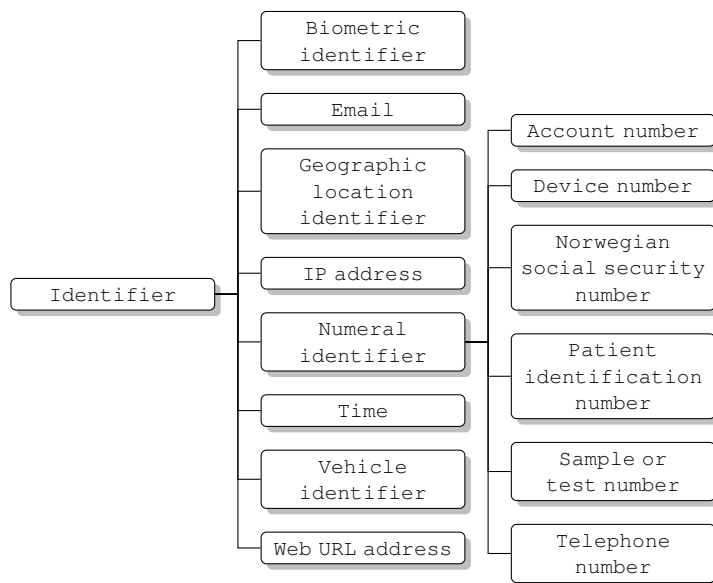 Identifier
Biometric
identifier
Email
Geographic
location
identifier
IP address
Numeral
identifier
Time
Vehicle
identifier
Web URL address
Account number
Device number
Norwegian
social security
number
Patient
identification
number
Sample or
test number
Telephone
number